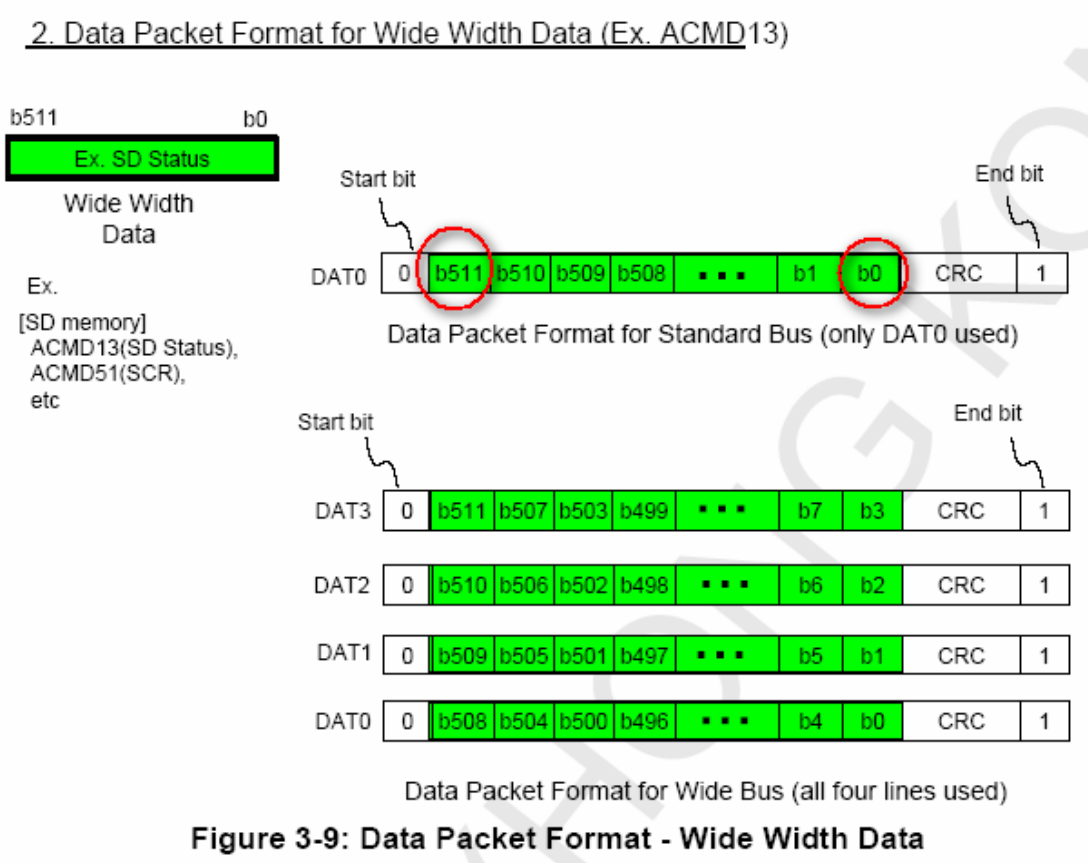 2. Data Packet Format for Wide Width Data (Ex. ACMD13)
b511 b0
Ex. SD Status
Wide Width
Data
Ex.
[SD memory]
ACMD13(SD Status),
ACMD51(SCR),
etc
Start bit End bit
DAT0 0 b511 b510 b509 b508 ▪ ▪ ▪ b1 b0 CRC 1
Data Packet Format for Standard Bus (only DAT0 used)
Start bit End bit
DAT3 0 b511 b507 b503 b499 ▪ ▪ ▪ b7 b3 CRC 1
DAT2 0 b510 b506 b502 b498 ▪ ▪ ▪ b6 b2 CRC 1
DAT1 0 b509 b505 b501 b497 ▪ ▪ ▪ b5 b1 CRC 1
DAT0 0 b508 b504 b500 b496 ▪ ▪ ▪ b4 b0 CRC 1
Data Packet Format for Wide Bus (all four lines used)
Figure 3-9: Data Packet Format - Wide Width Data